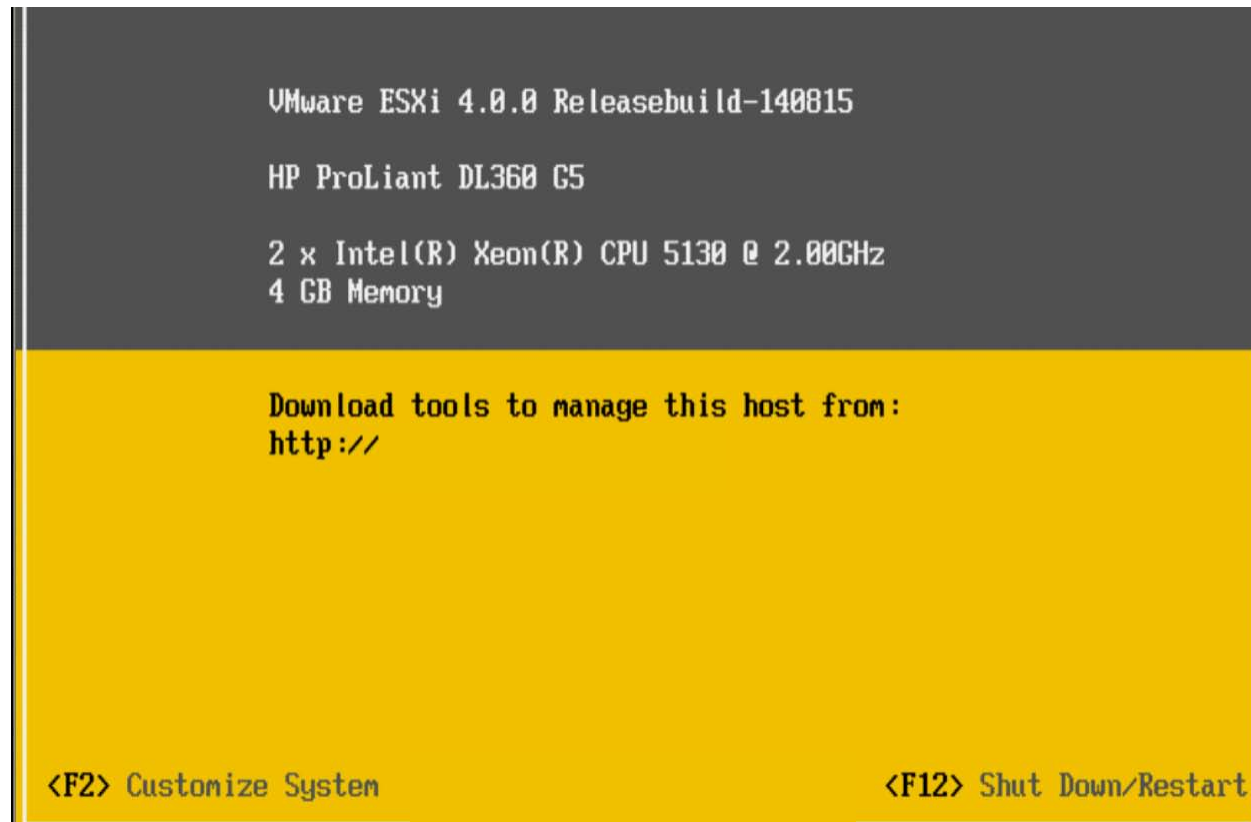 VMware ESXi 4.0.0 Releasebuild-140815
HP ProLiant DL360 G5
2 x Intel(R) Xeon(R) CPU 5130 @ 2.00GHz
4 GB Memory
Download tools to manage this host from:
http://
<F2> Customize System
<F12> Shut Down/Restart